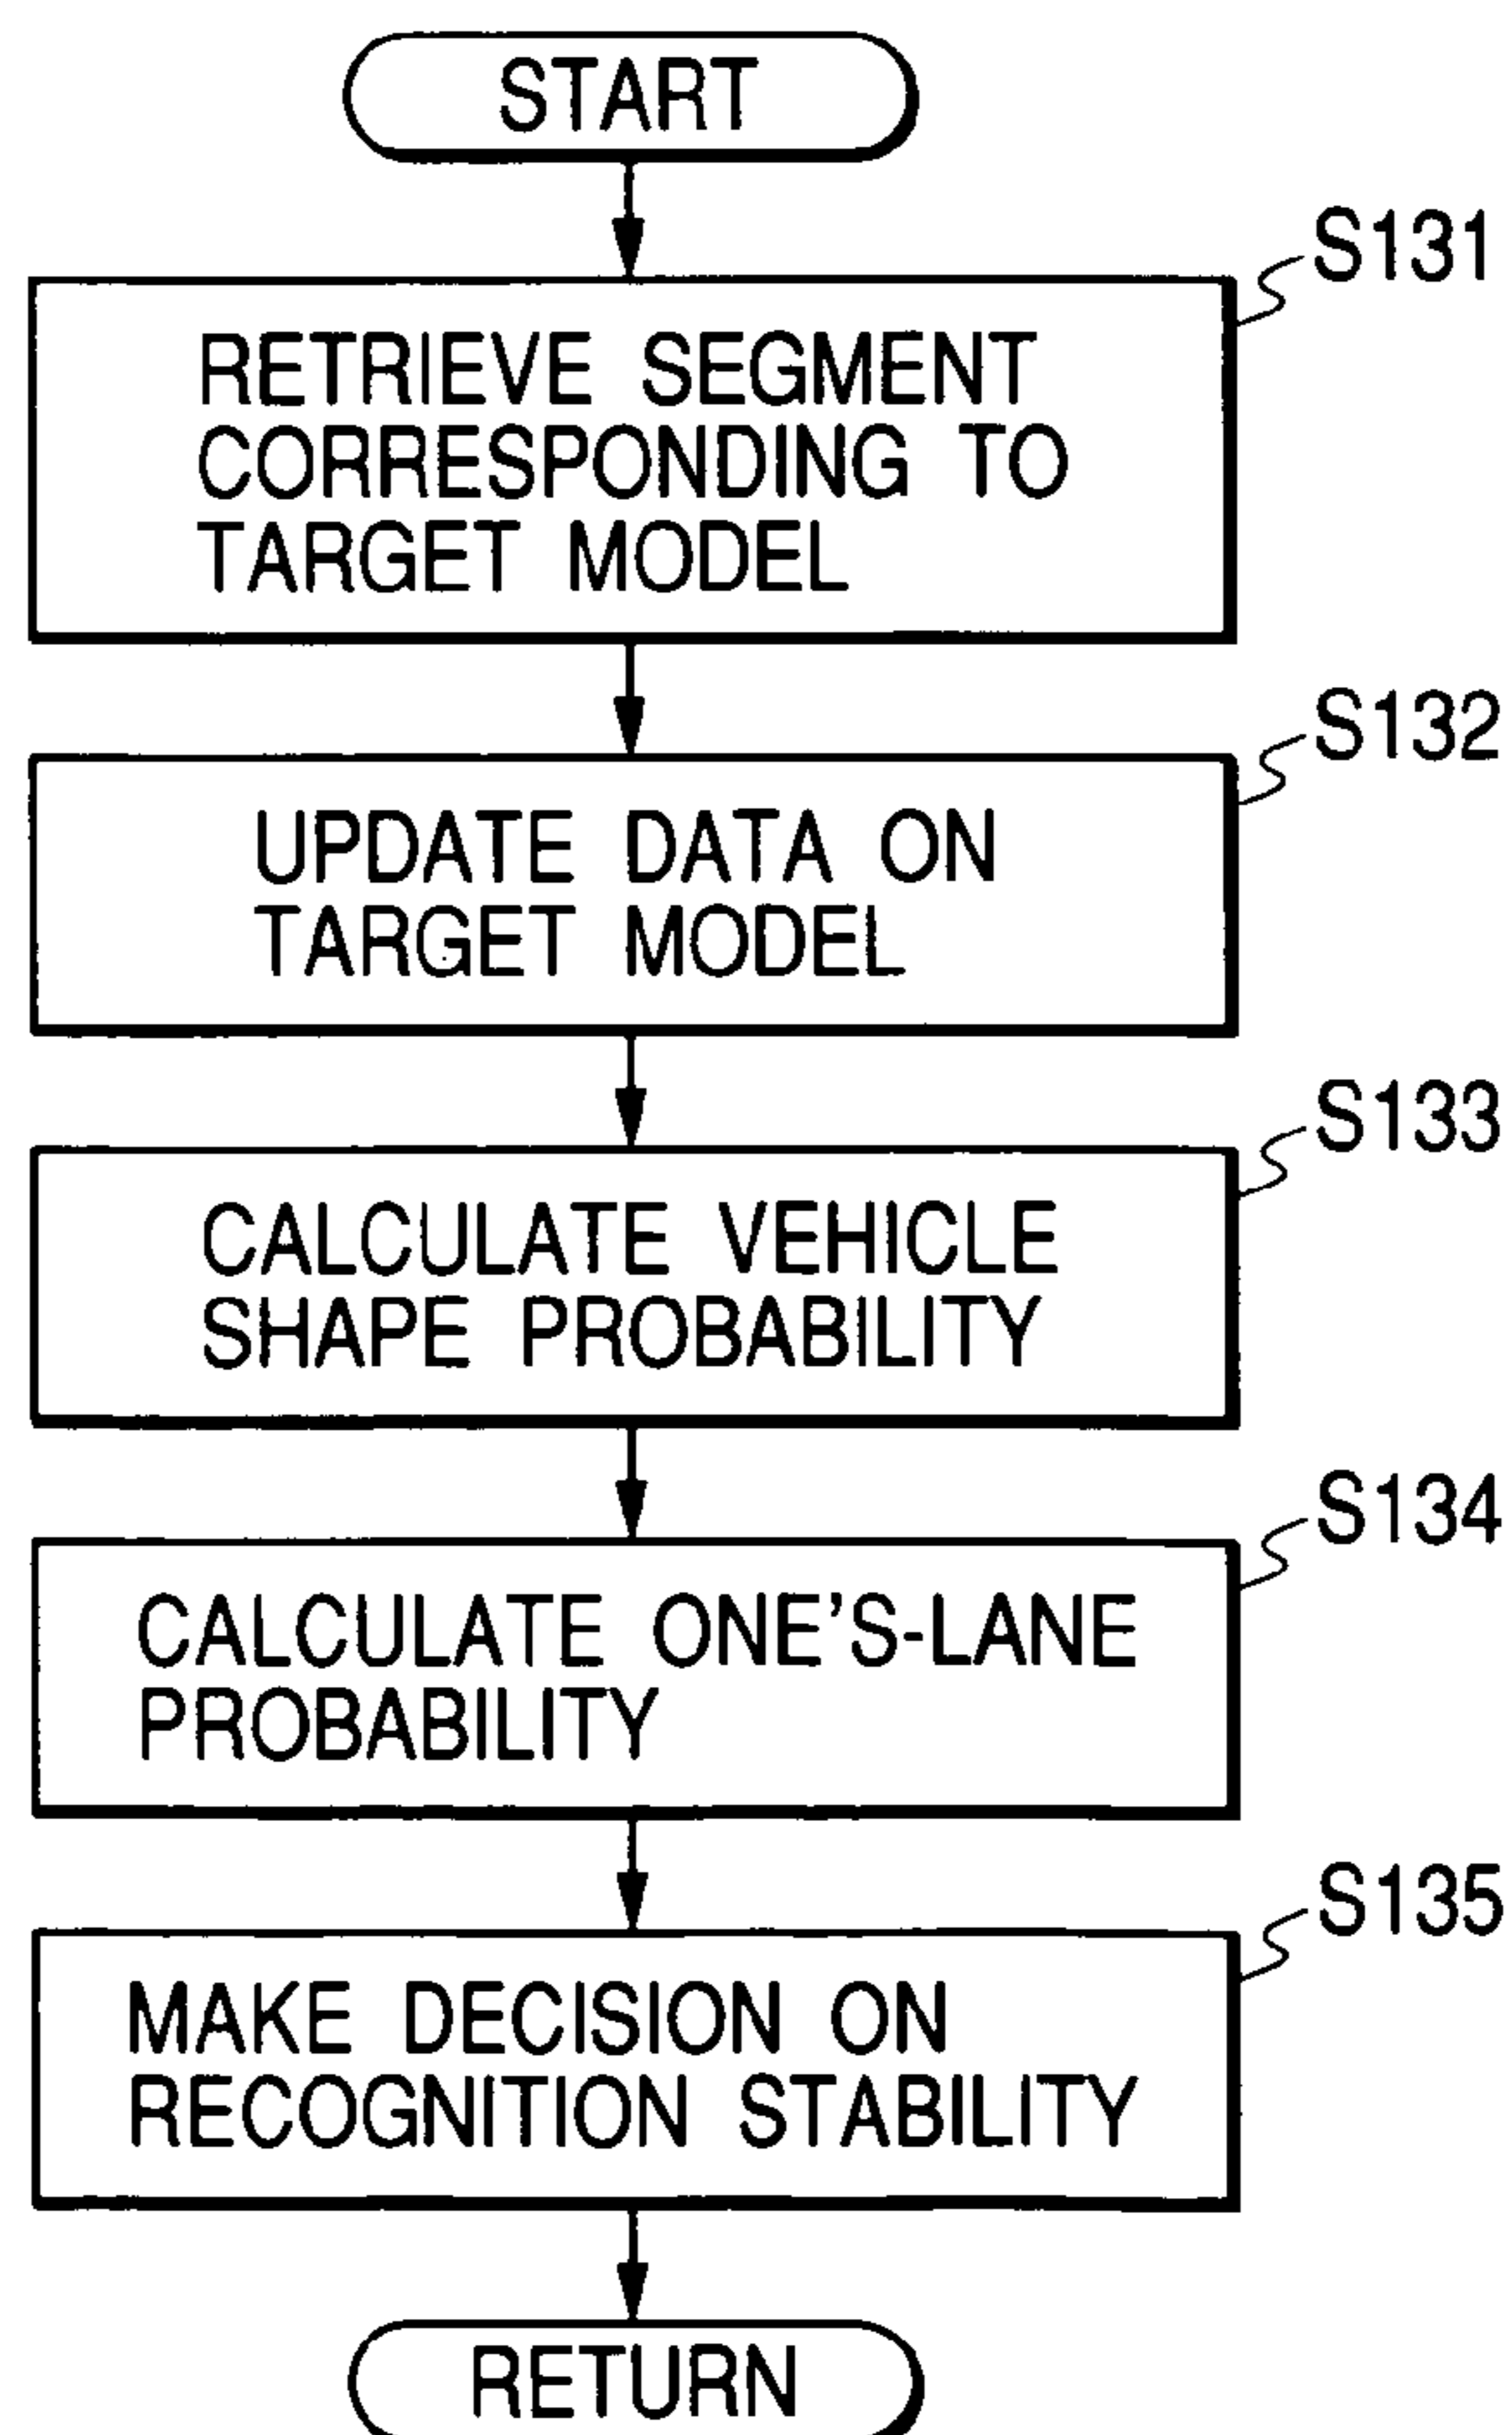 START
S131
RETRIEVE SEGMENT
CORRESPONDING TO
TARGET MODEL
S132
UPDATE DATA ON
TARGET MODEL
S133
CALCULATE VEHICLE
SHAPE PROBABILITY
S134
CALCULATE ONE'S-LANE
PROBABILITY
S135
MAKE DECISION ON
RECOGNITION STABILITY
RETURN